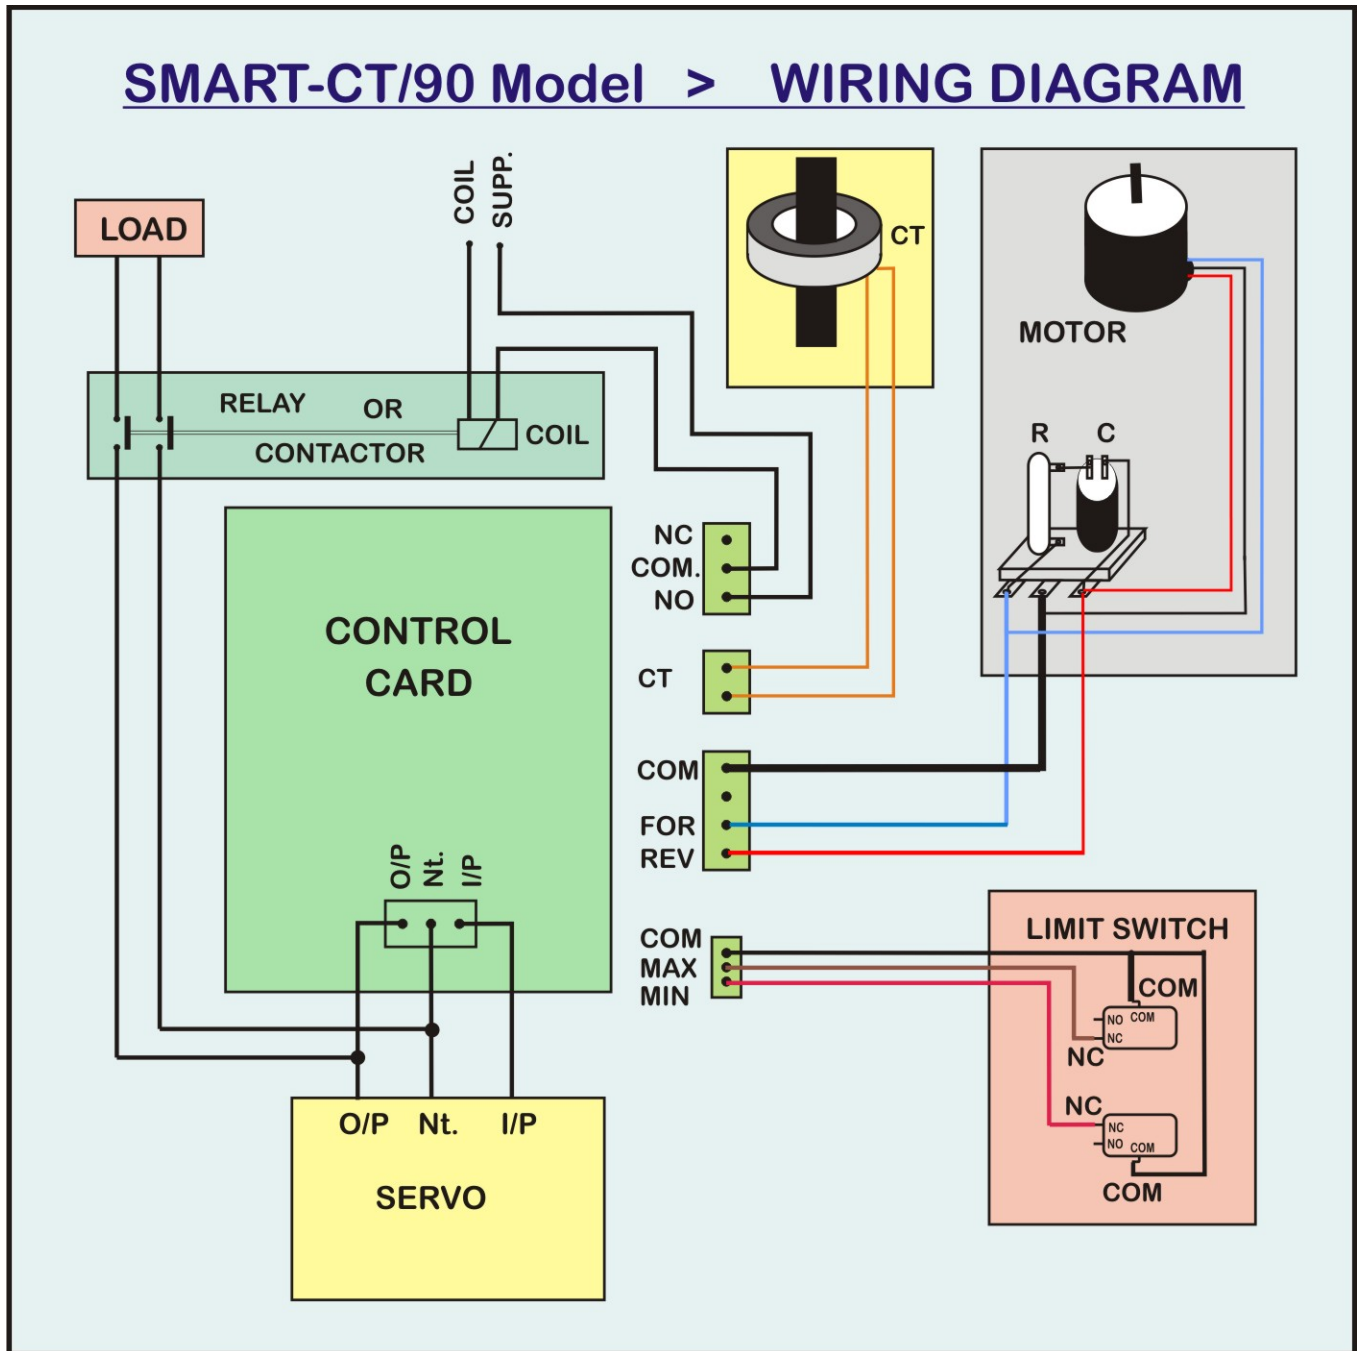 SMART-CT/90 Model > WIRING DIAGRAM
COIL
SUPP.
LOAD
CT
MOTOR
RELAY OR
CONTACTOR
COIL
R C
NC
COM.
NO
CONTROL
CARD
CT
COM
FOR
REV
O/P
Nt.
I/P
COM
MAX
MIN
LIMIT SWITCH
COM
NO COM
NC
NC
NC
NC
NO COM
COM
O/P Nt. I/P
SERVO